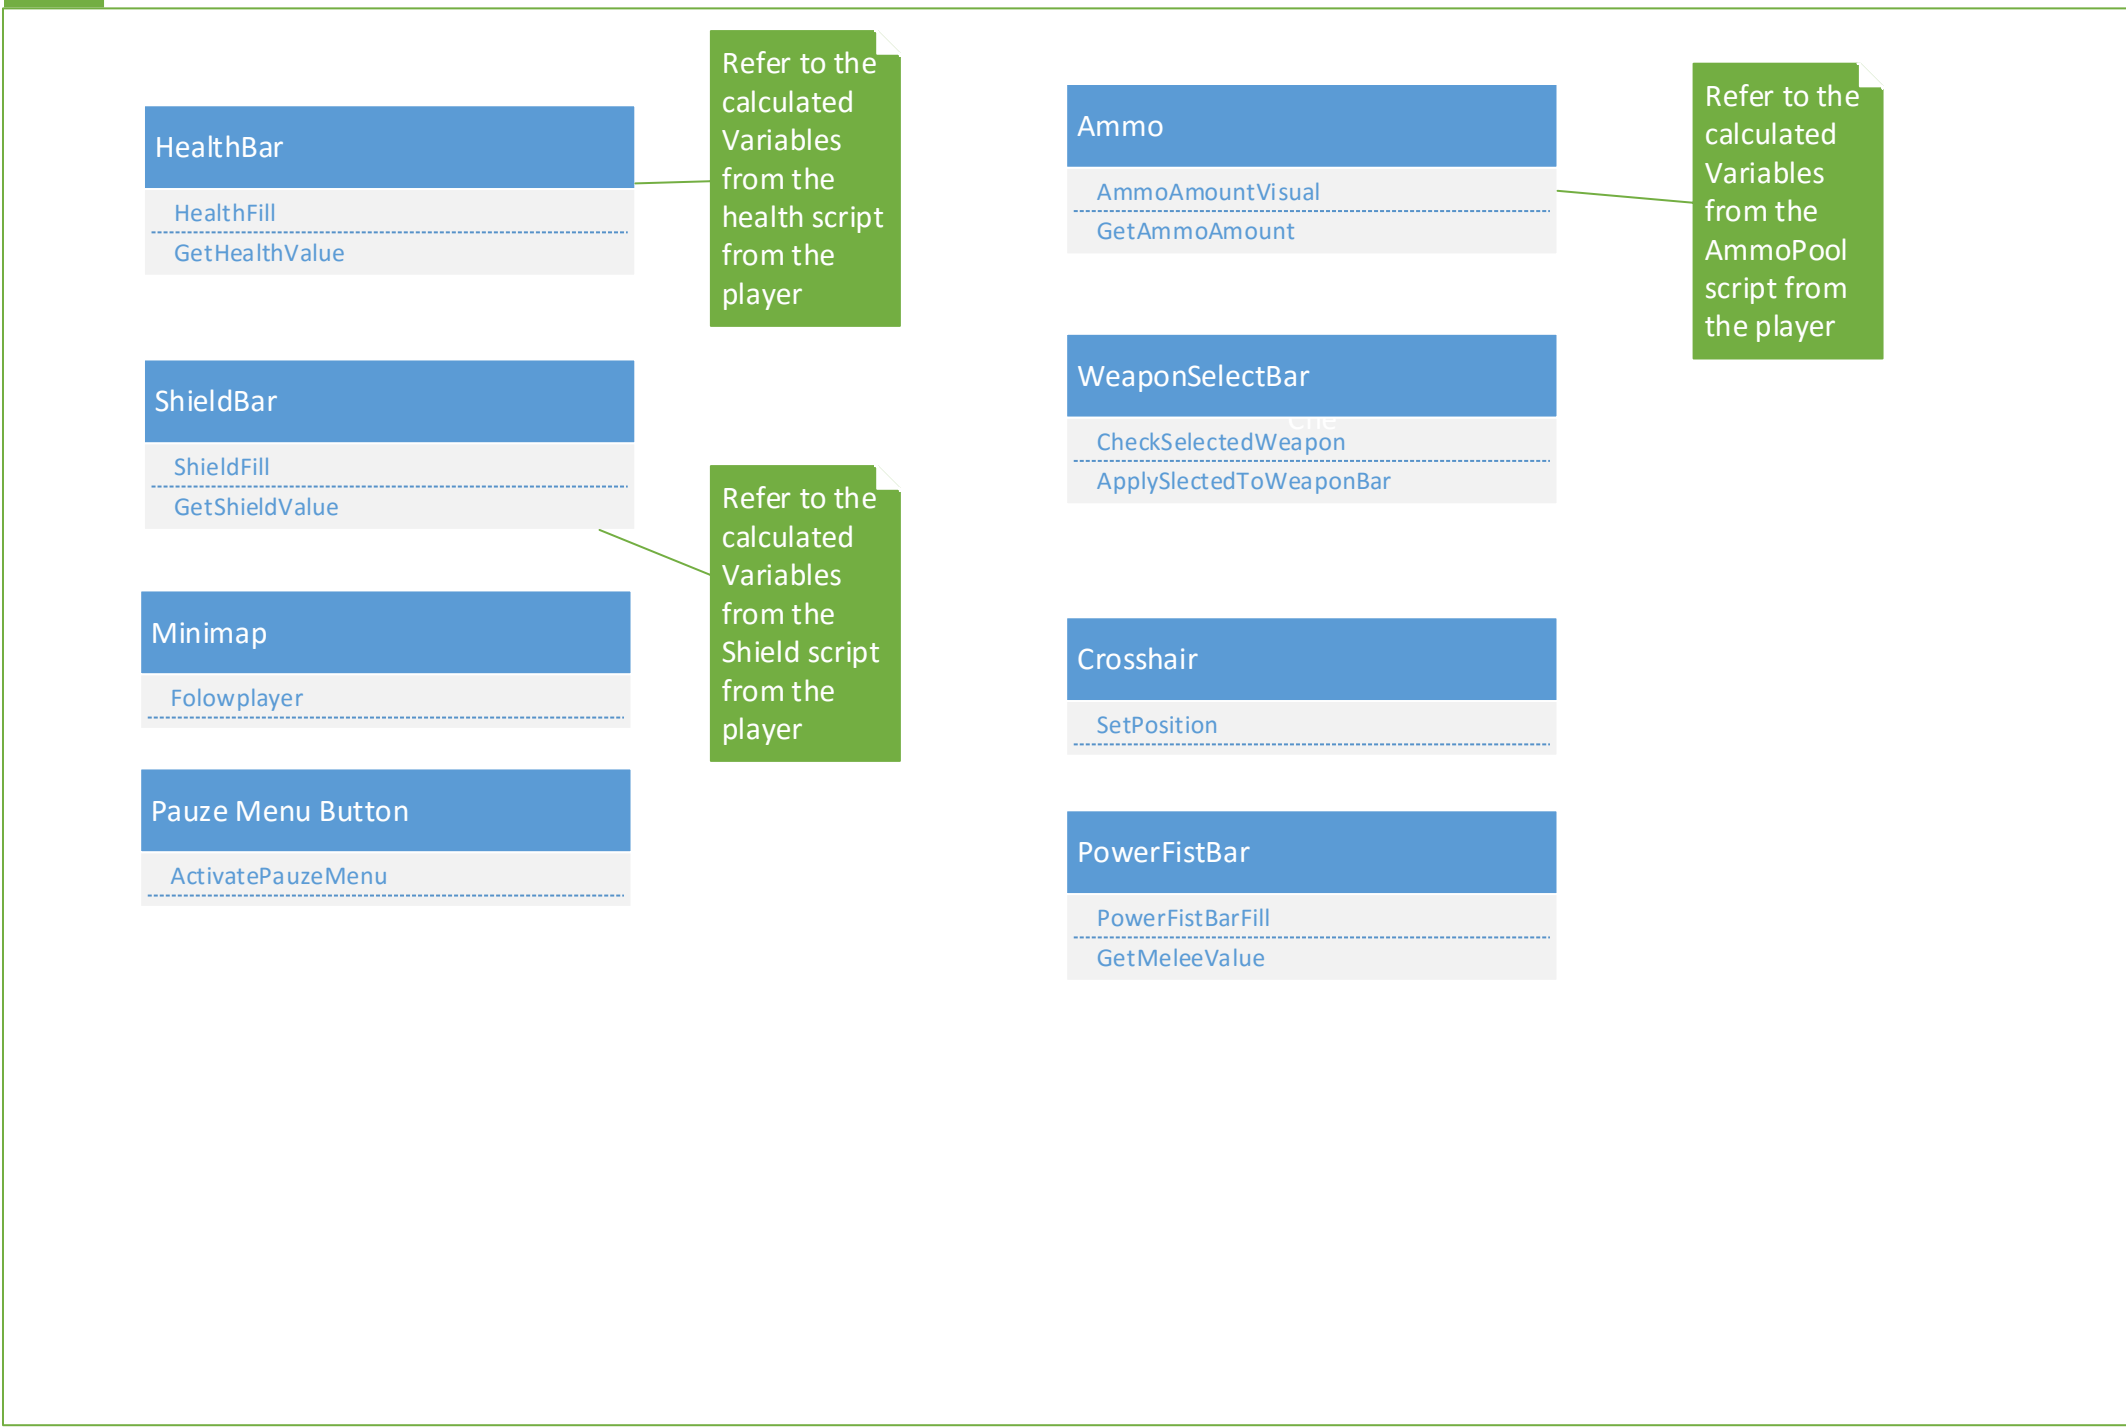 HealthBar
HealthFill
GetHealthValue
Refer to the
calculated
Variables
from the
health script
from the
player
ShieldBar
ShieldFill
GetShieldValue
Refer to the
calculated
Variables
from the
Shield script
from the
player
Minimap
Folowplayer
Pauze Menu Button
ActivatePauzeMenu
Ammo
AmmoAmountVisual
GetAmmoAmount
Refer to the
calculated
Variables
from the
AmmoPool
script from
the player
WeaponSelectBar
Che
CheckSelectedWeapon
ApplySlectedToWeaponBar
Crosshair
SetPosition
PowerFistBar
PowerFistBarFill
GetMeleeValue